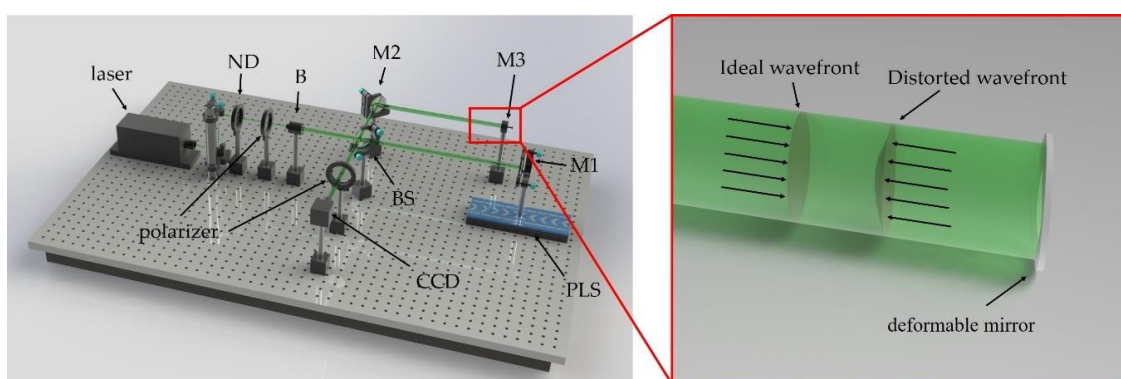 laser
ND
B
M2
M3
M1
BS
polarizer
CCD
PLS
Ideal wavefront
Distorted wavefront
deformable mirror